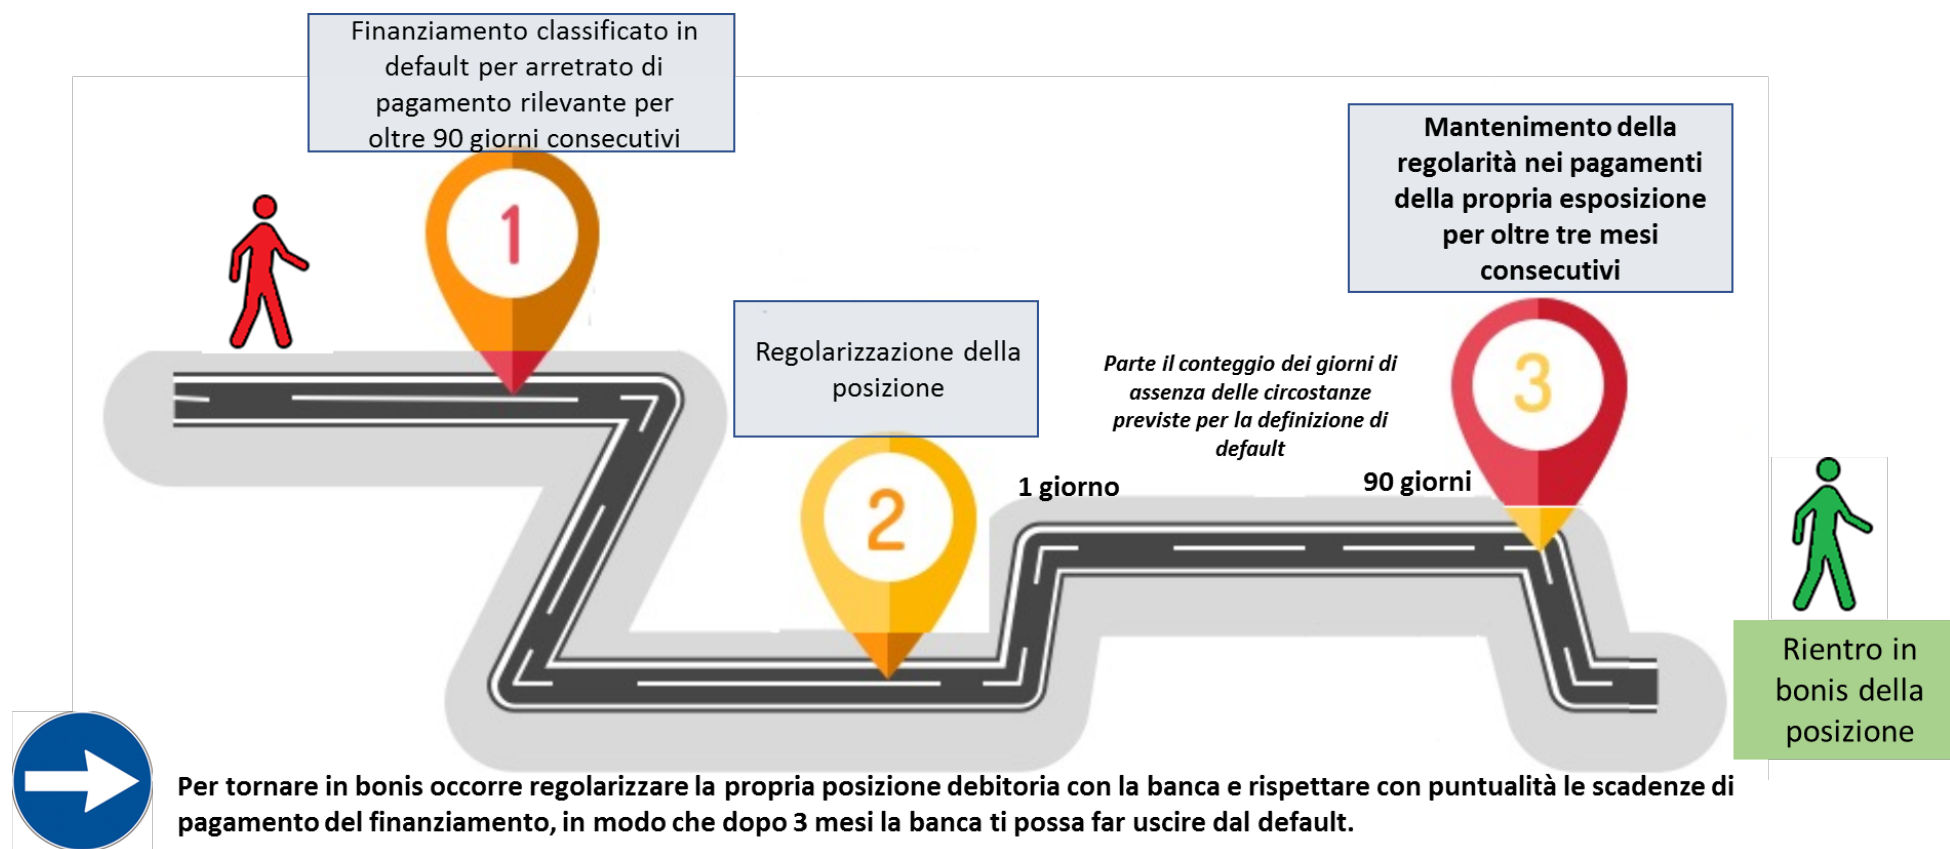 Finanziamento classificato in
default per arretrato di
pagamento rilevante per
oltre 90 giorni consecutivi
1
Regolarizzazione della
posizione
2
Parte il conteggio dei giorni di
assenza delle circostanze
previste per la definizione di
default
1 giorno
90 giorni
Mantenimento della
regolarità nei pagamenti
della propria esposizione
per oltre tre mesi
consecutivi
3
Rientro in
bonis della
posizione
Per tornare in bonis occorre regolarizzare la propria posizione debitoria con la banca e rispettare con puntualità le scadenze di
pagamento del finanziamento, in modo che dopo 3 mesi la banca ti possa far uscire dal default.